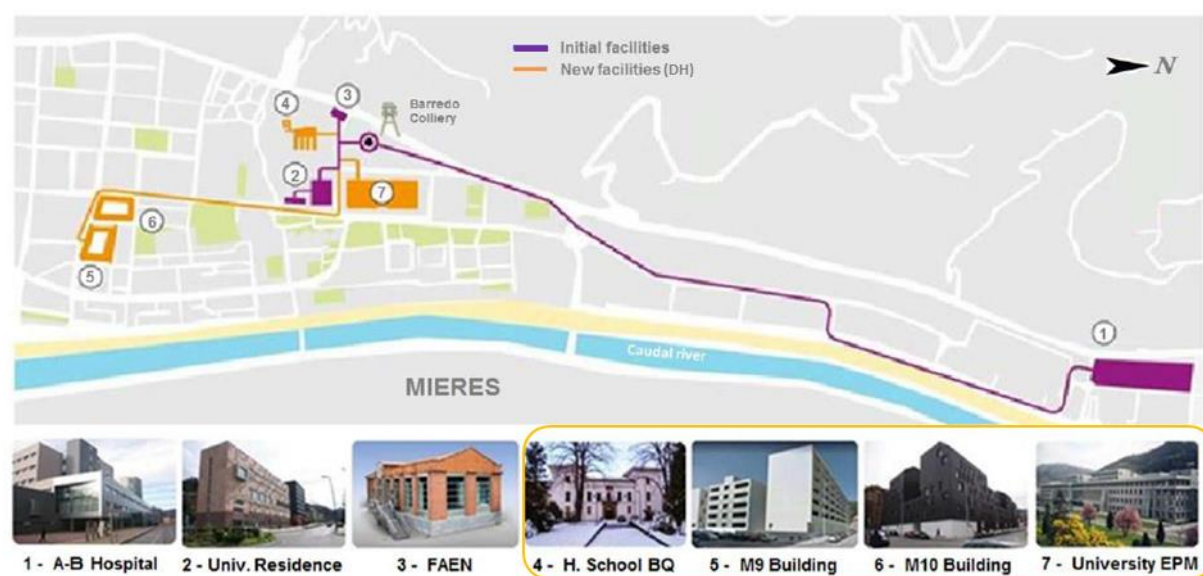 Initial facilities
New facilities (DH)
N
4
3
Barredo
Colliery
2
7
6
5
1
Caudal river
MIERES
1 - A-B Hospital
2 - Univ. Residence
3 - FAEN
4 - H. School BQ
5 - M9 Building
6 - M10 Building
7 - University EPM